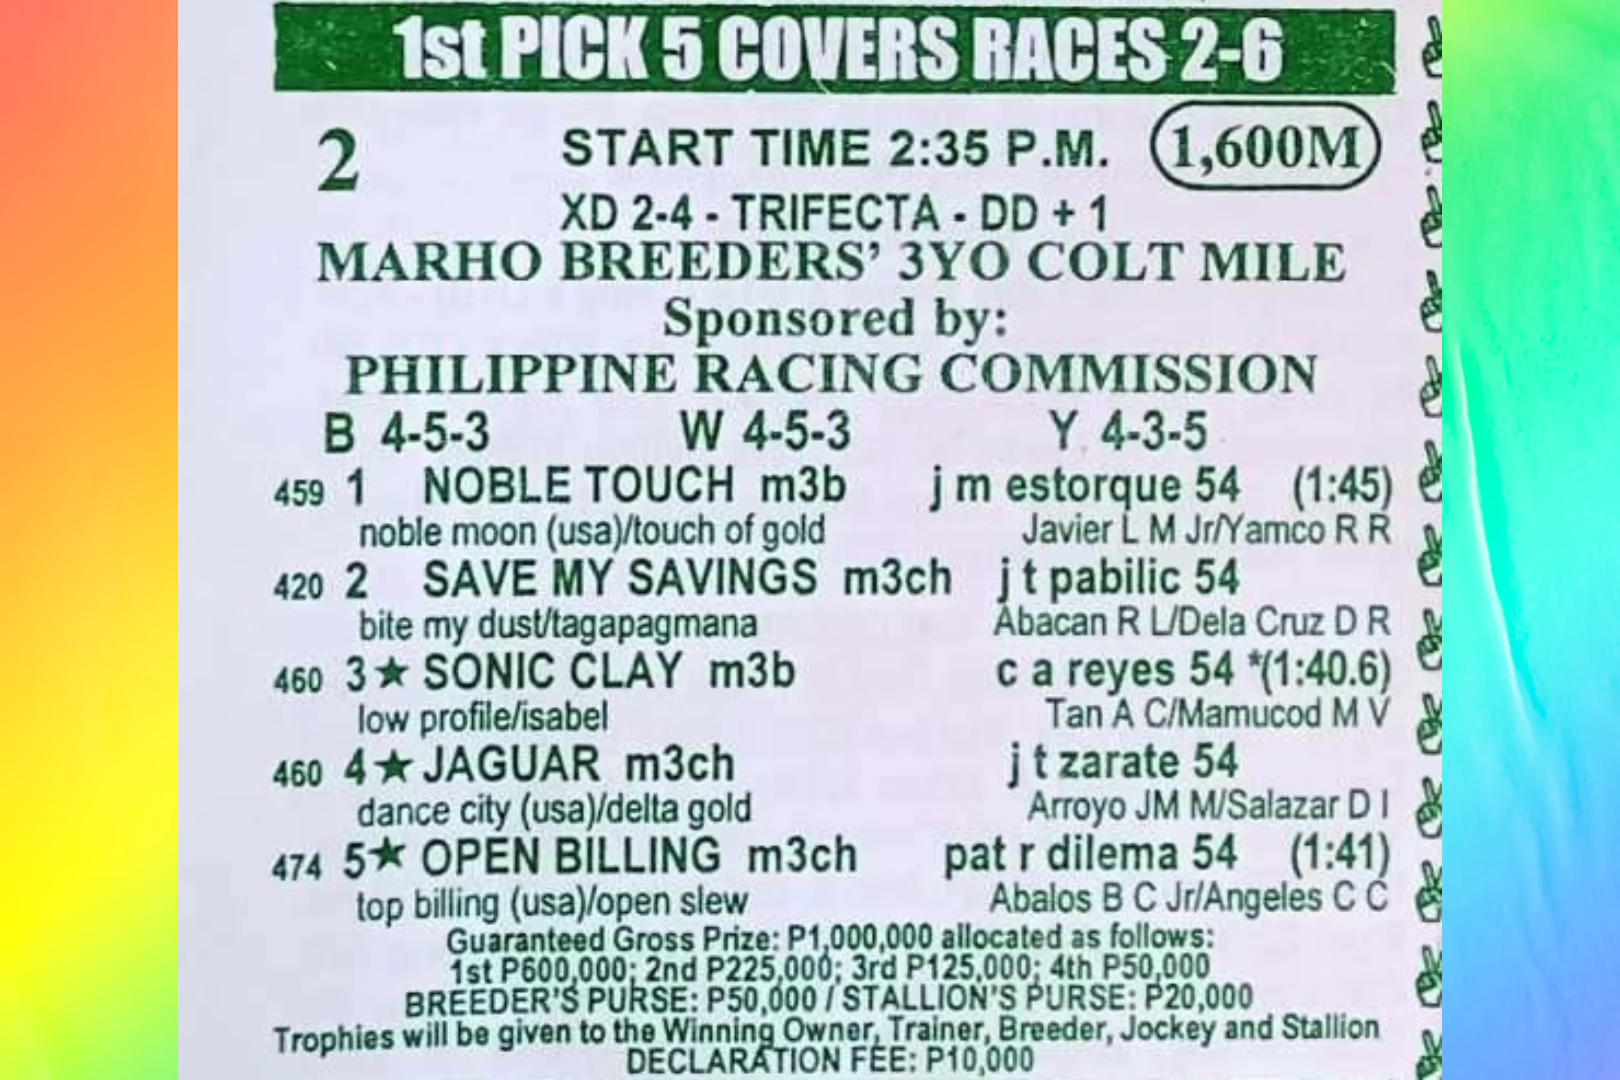 1st PICK 5 COVERS RACES 2-6
2 START TIME 2:35 P.M. 1,600M
XD 2-4 - TRIFECTA - DD + 1
MARHO BREEDERS' 3YO COLT MILE
Sponsored by:
PHILIPPINE RACING COMMISSION
B 4-5-3 W 4-5-3 Y 4-3-5
459 1 NOBLE TOUCH m3b j m estorque 54 (1:45)
noble moon (usa)/touch of gold Javier L M Jr/Yamco R R
420 2 SAVE MY SAVINGS m3ch j t pabilic 54
bite my dust/tagapagmana Abacan R L/Dela Cruz D R
460 3★ SONIC CLAY m3b c a reyes 54 *(1:40.6)
low profile/isabel Tan A C/Mamucod M V
460 4★ JAGUAR m3ch j t zarate 54
dance city (usa)/delta gold Arroyo JM M/Salazar D I
474 5★ OPEN BILLING m3ch pat r dilema 54 (1:41)
top billing (usa)/open slew Abalos B C Jr/Angeles C C
Guaranteed Gross Prize: P1,000,000 allocated as follows:
1st P600,000; 2nd P225,000; 3rd P125,000; 4th P50,000
BREEDER'S PURSE: P50,000 / STALLION'S PURSE: P20,000
Trophies will be given to the Winning Owner, Trainer, Breeder, Jockey and Stallion
DECLARATION FEE: P10,000